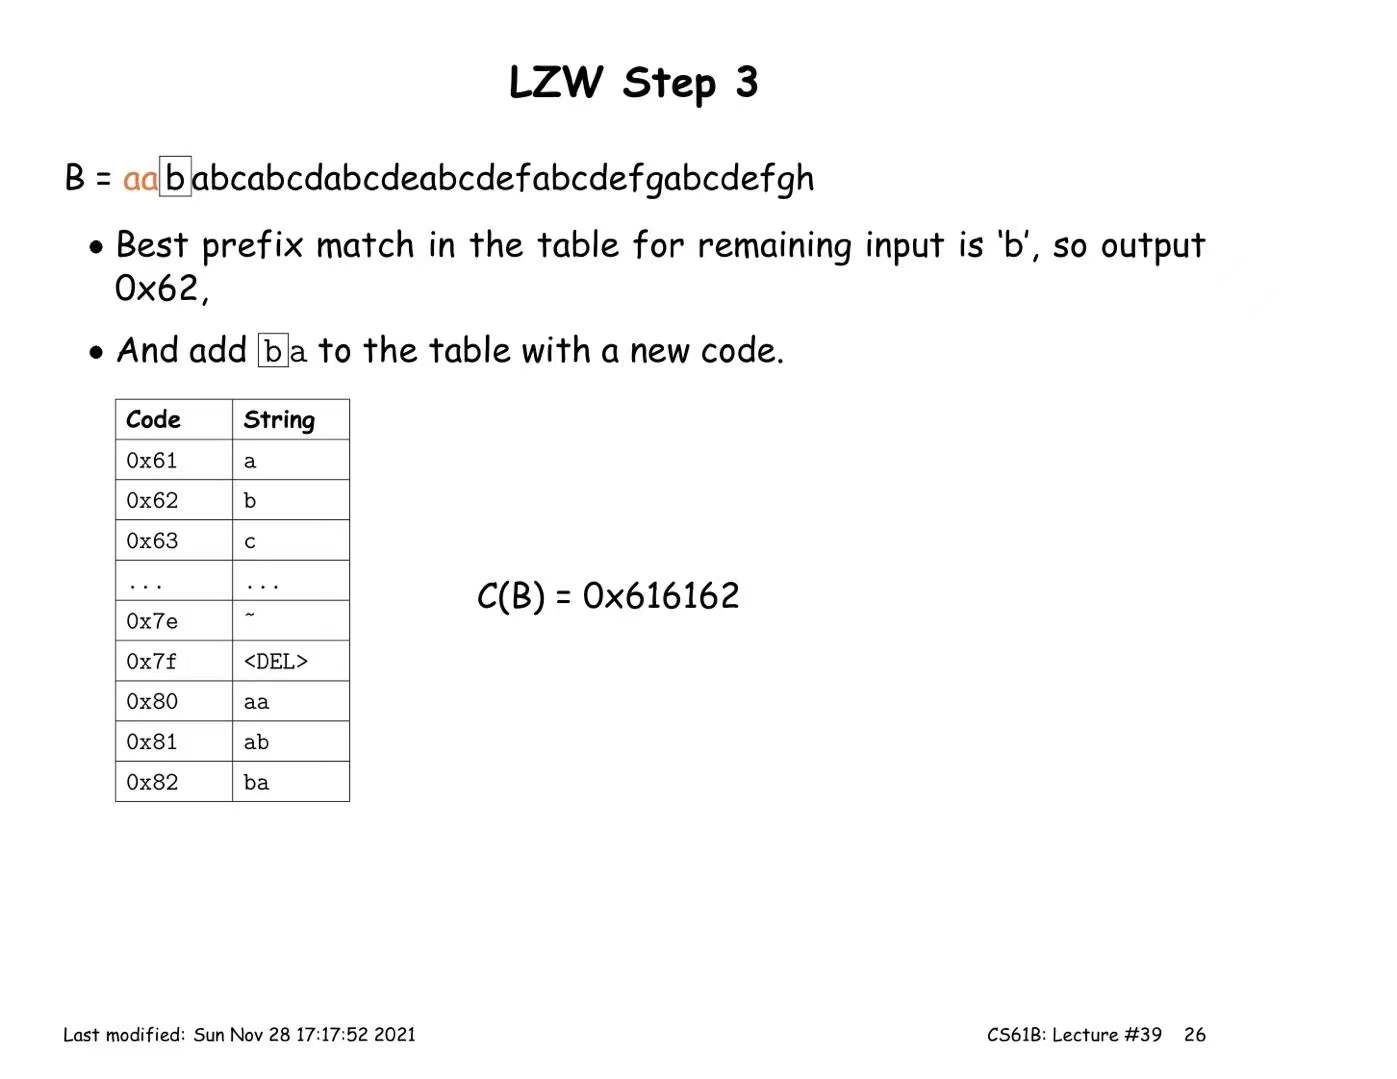 LZW Step 3
B = aababcabcdabcdeabcdefabcdefgabcdefgh
• Best prefix match in the table for remaining input is ‘b’, so output
0x62,
• And add ba to the table with a new code.
Code String
0x61 a
0x62 b
0x63 c
... ...
0x7e ~
0x7f <DEL>
0x80 aa
0x81 ab
0x82 ba
C(B) = 0x616162
Last modified: Sun Nov 28 17:17:52 2021 CS61B: Lecture #39 26